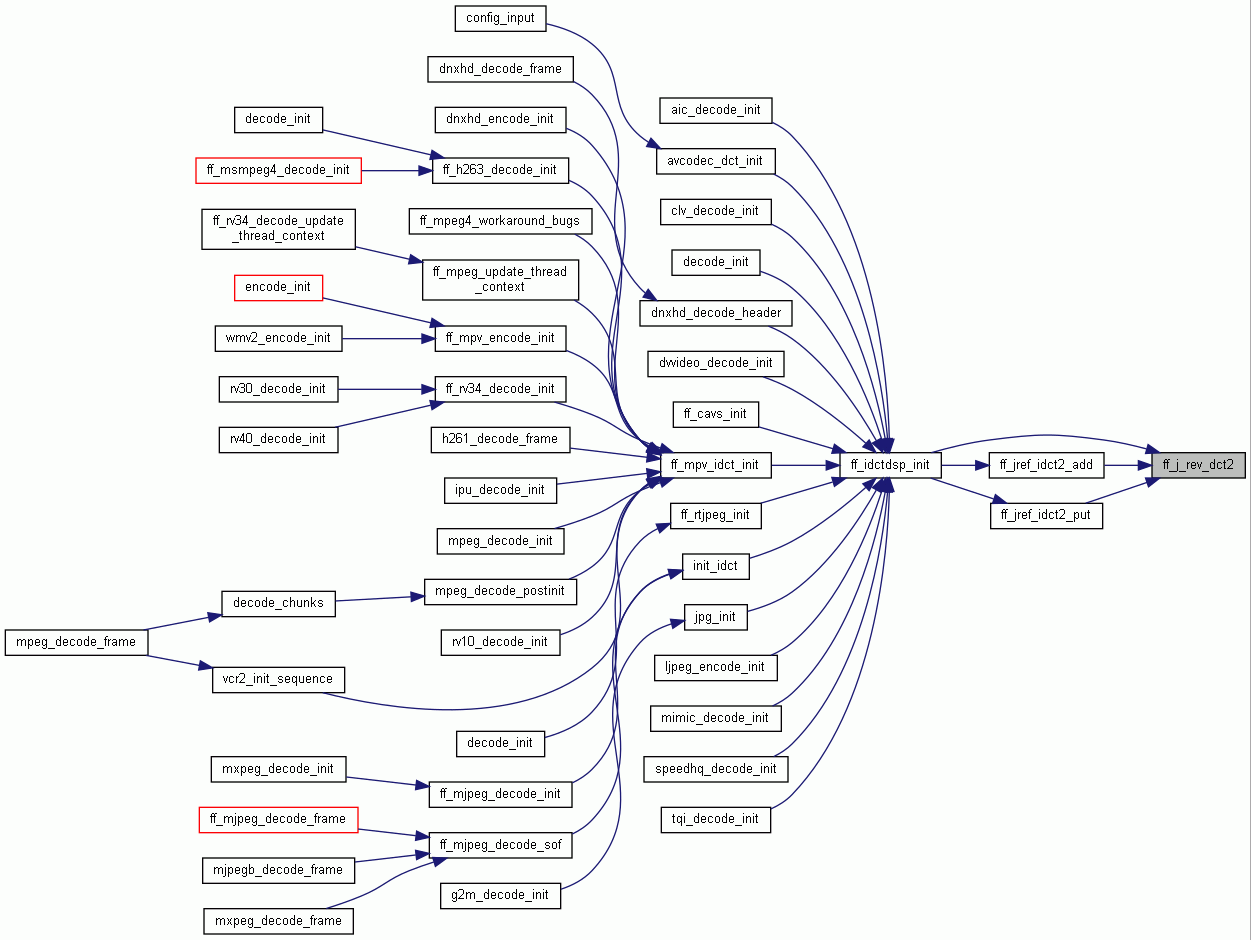 config_input
dnxhd_decode_frame
aic_decode_init
decode_init
dnxhd_encode_init
avcodec_dct_init
ff_msmpeg4_decode_init
ff_h263_decode_init
clv_decode_init
ff_rv34_decode_update
_thread_context
ff_mpeg4_workaround_bugs
decode_init
ff_mpeg_update_thread
_context
encode_init
dnxhd_decode_header
wmv2_encode_init
ff_mpv_encode_init
dvvideo_decode_init
rv30_decode_init
ff_rv34_decode_init
ff_cavs_init
rv40_decode_init
h261_decode_frame
ff_mpv_idct_init
ff_idctdsp_init
ff_jref_idct2_add
ff_j_rev_dct2
ipu_decode_init
ff_rtjpeg_init
ff_jref_idct2_put
mpeg_decode_init
init_idct
decode_chunks
mpeg_decode_postinit
jpg_init
mpeg_decode_frame
rv10_decode_init
ljpeg_encode_init
vcr2_init_sequence
mimic_decode_init
decode_init
mxpeg_decode_init
speedhq_decode_init
ff_mjpeg_decode_init
ff_mjpeg_decode_frame
tqi_decode_init
ff_mjpeg_decode_sof
mjpegb_decode_frame
g2m_decode_init
mxpeg_decode_frame